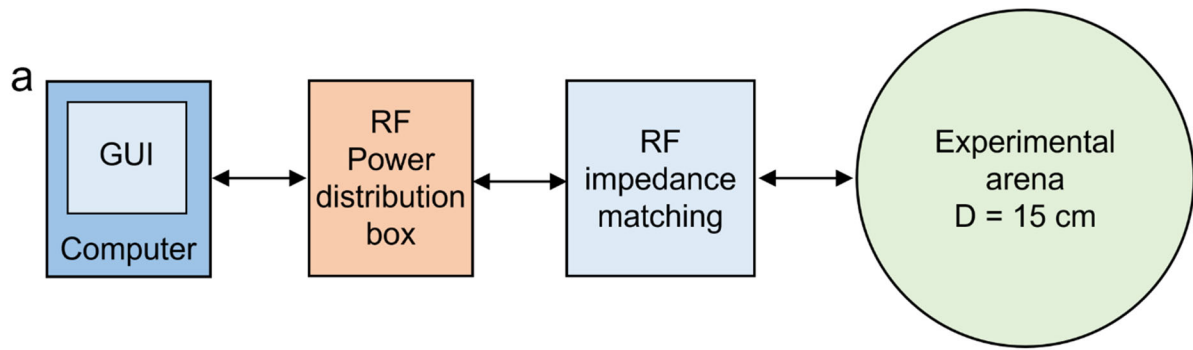 a
GUI
Computer
RF
Power
distribution
box
RF
impedance
matching
Experimental
arena
D = 15 cm